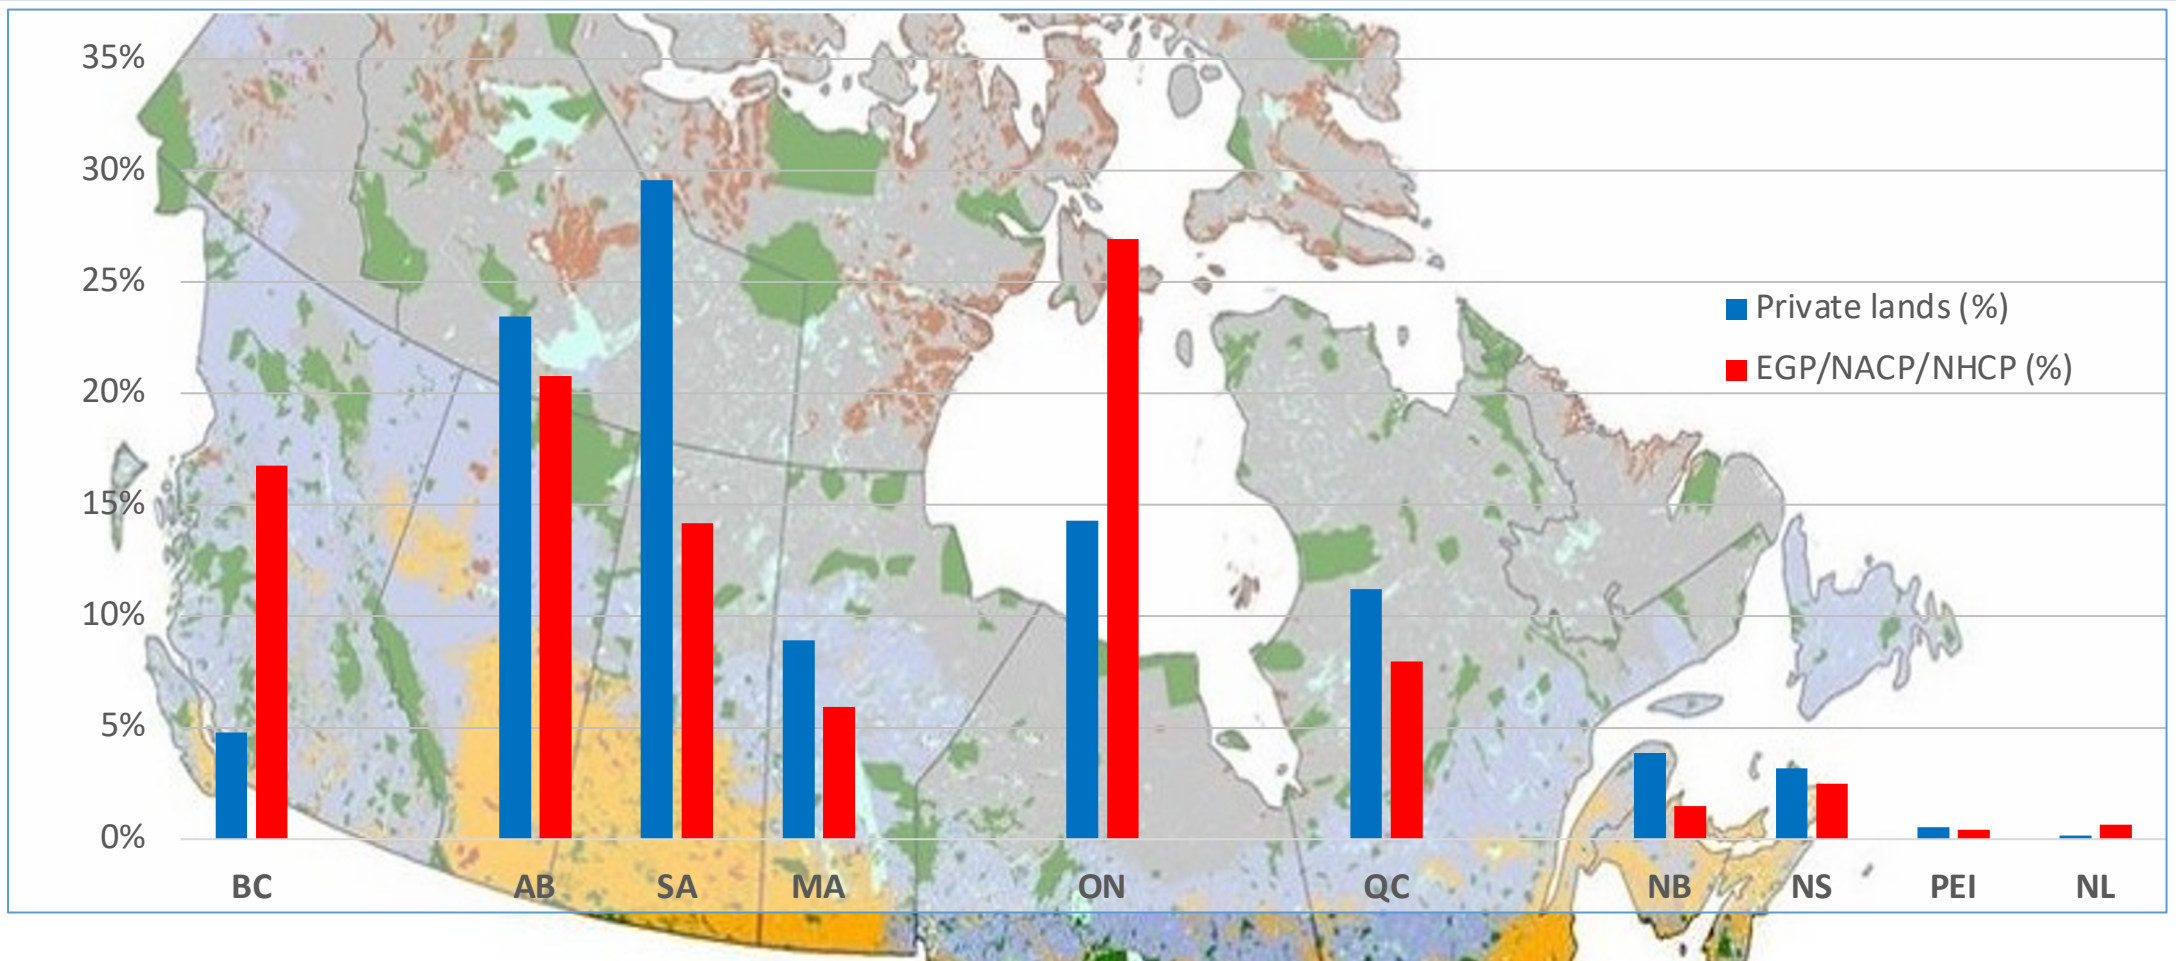 35%
30%
25%
20%
15%
10%
5%
0%
Private lands (%)
EGP/NACP/NHCP (%)
BC AB SA MA ON QC NB NS PEI NL